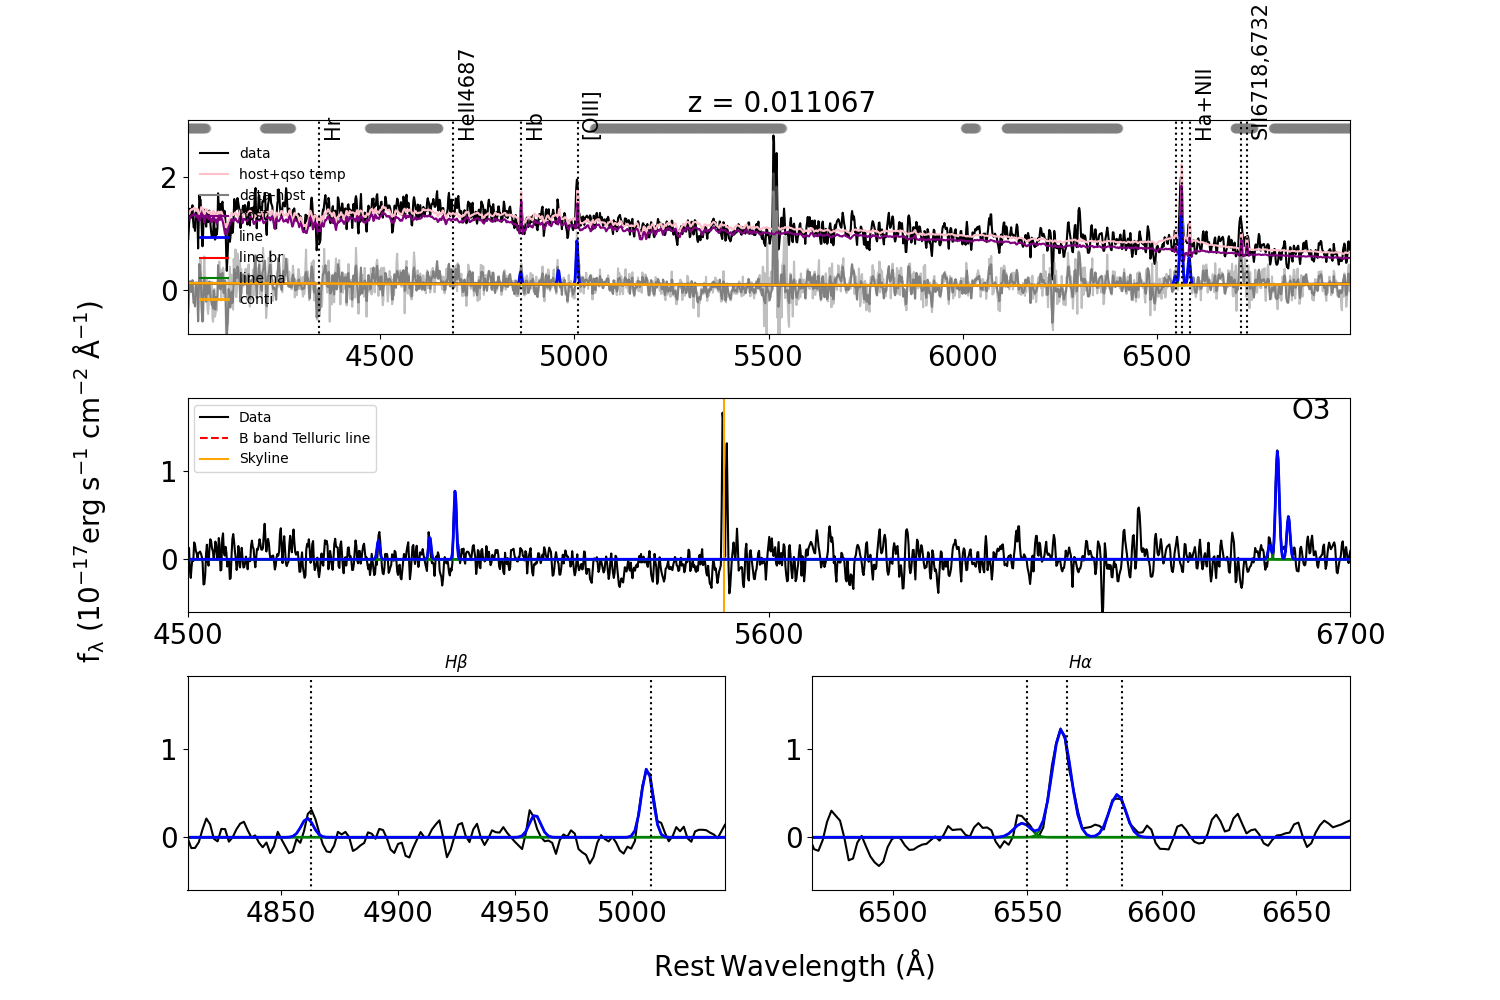 z = 0.011067
Hr
HeII4687
Hb
[OIII]
Ha+NII
SII6718,6732
data
host+qso temp
data-host
line
line br
line na
conti
2
0
4500 5000 5500 6000 6500
fλ (10⁻¹⁷erg s⁻¹ cm⁻² Å⁻¹)
O3
Data
B band Telluric line
Skyline
1
0
4500 5600 6700
Hβ
1
0
4850 4900 4950 5000
Hα
1
0
6500 6550 6600 6650
Rest Wavelength (Å)